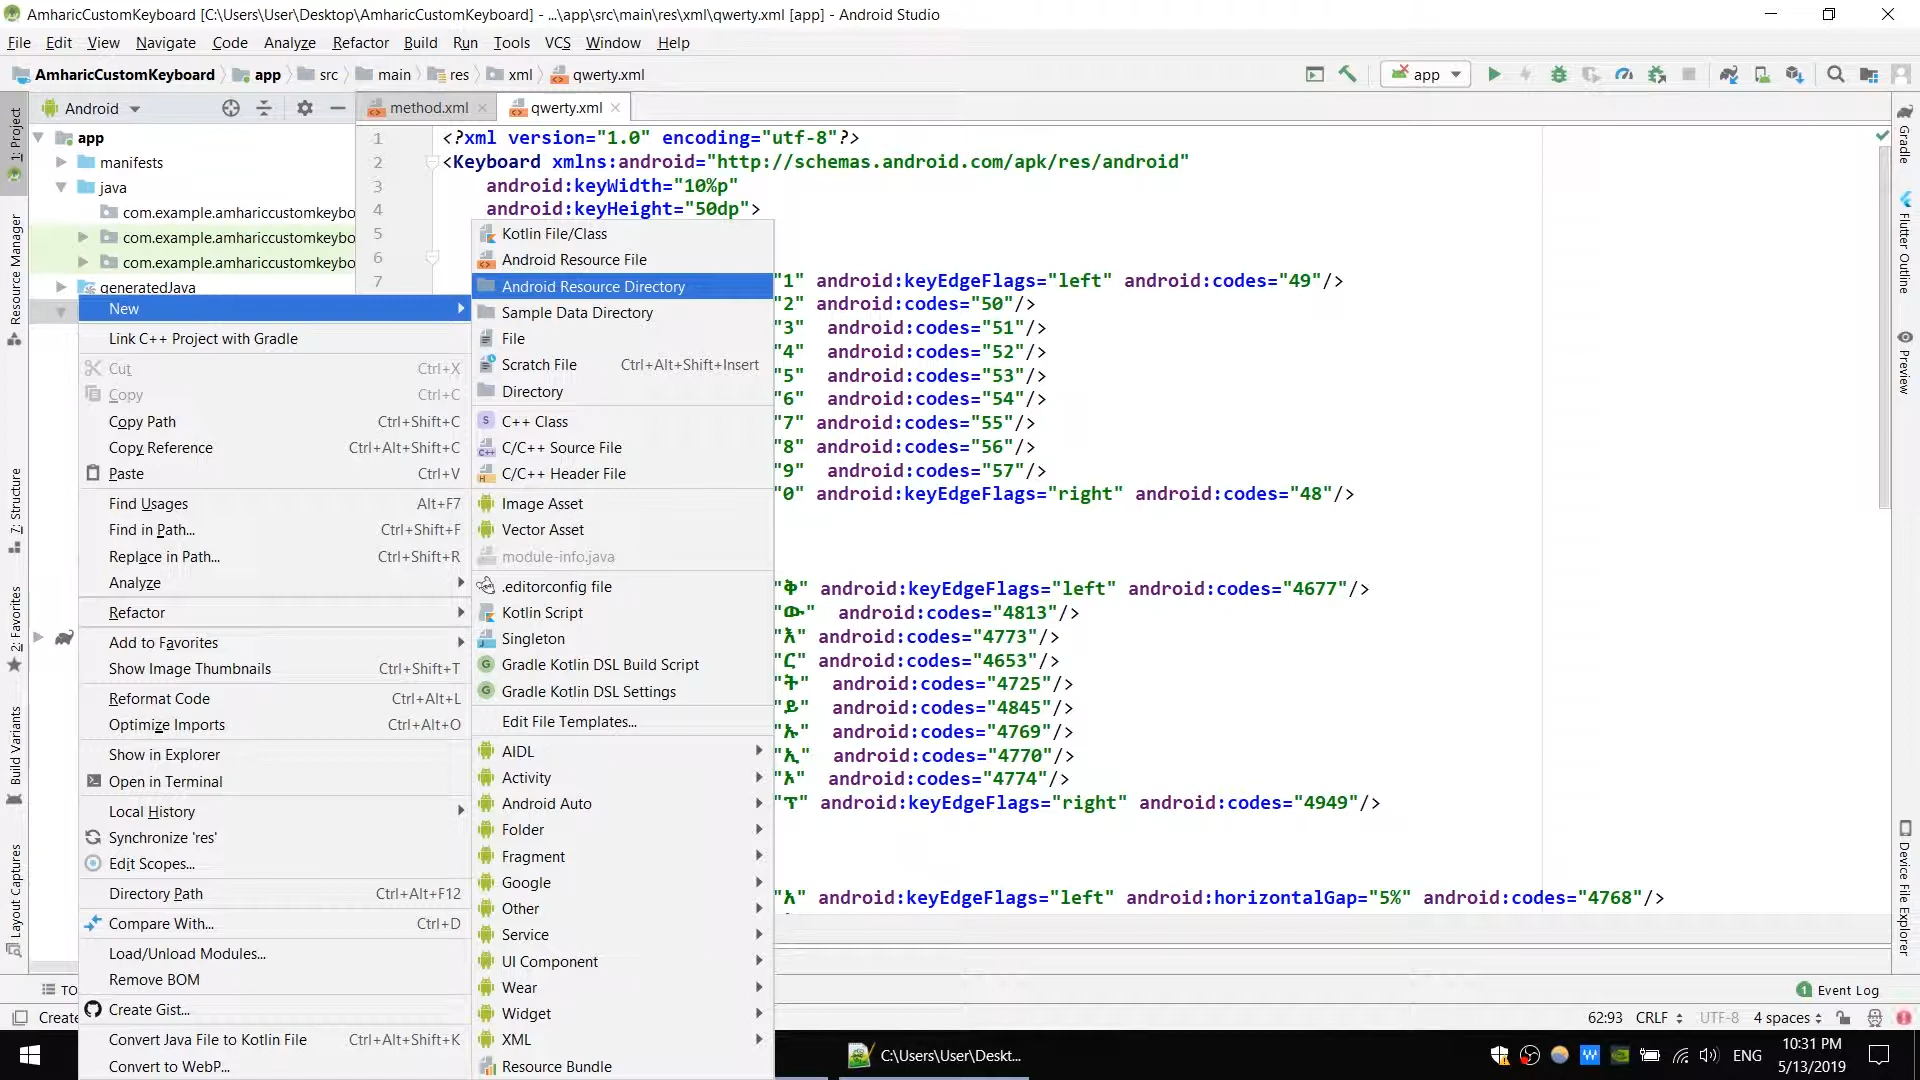 AmharicCustomKeyboard [C:\Users\User\Desktop\AmharicCustomKeyboard] - ...\app\src\main\res\xml\qwerty.xml [app] - Android Studio
File Edit View Navigate Code Analyze Refactor Build Run Tools VCS Window Help
AmharicCustomKeyboard app src main res xml qwerty.xml
app
Android
method.xml
qwerty.xml
1: Project
Resource Manager
7: Structure
2: Favorites
Build Variants
Layout Captures
app
manifests
java
com.example.amhariccustomkeybo
com.example.amhariccustomkeybo
com.example.amhariccustomkeybo
generatedJava
New
Link C++ Project with Gradle
Cut Ctrl+X
Copy Ctrl+C
Copy Path Ctrl+Shift+C
Copy Reference Ctrl+Alt+Shift+C
Paste Ctrl+V
Find Usages Alt+F7
Find in Path... Ctrl+Shift+F
Replace in Path... Ctrl+Shift+R
Analyze
Refactor
Add to Favorites
Show Image Thumbnails Ctrl+Shift+T
Reformat Code Ctrl+Alt+L
Optimize Imports Ctrl+Alt+O
Show in Explorer
Open in Terminal
Local History
Synchronize 'res'
Edit Scopes...
Directory Path Ctrl+Alt+F12
Compare With... Ctrl+D
Load/Unload Modules...
Remove BOM
Create Gist...
Convert Java File to Kotlin File Ctrl+Alt+Shift+K
Convert to WebP...
Kotlin File/Class
Android Resource File
Android Resource Directory
Sample Data Directory
File
Scratch File Ctrl+Alt+Shift+Insert
Directory
C++ Class
C/C++ Source File
C/C++ Header File
Image Asset
Vector Asset
module-info.java
.editorconfig file
Kotlin Script
Singleton
Gradle Kotlin DSL Build Script
Gradle Kotlin DSL Settings
Edit File Templates...
AIDL
Activity
Android Auto
Folder
Fragment
Google
Other
Service
UI Component
Wear
Widget
XML
Resource Bundle
1 <?xml version="1.0" encoding="utf-8"?>
2 <Keyboard xmlns:android="http://schemas.android.com/apk/res/android"
3 android:keyWidth="10%p"
4 android:keyHeight="50dp">
5
6
7 "1" android:keyEdgeFlags="left" android:codes="49"/>
"2" android:codes="50"/>
"3" android:codes="51"/>
"4" android:codes="52"/>
"5" android:codes="53"/>
"6" android:codes="54"/>
"7" android:codes="55"/>
"8" android:codes="56"/>
"9" android:codes="57"/>
"0" android:keyEdgeFlags="right" android:codes="48"/>
"ቅ" android:keyEdgeFlags="left" android:codes="4677"/>
"ው" android:codes="4813"/>
"እ" android:codes="4773"/>
"ር" android:codes="4653"/>
"ት" android:codes="4725"/>
"ይ" android:codes="4845"/>
"ኡ" android:codes="4769"/>
"ኢ" android:codes="4770"/>
"ኦ" android:codes="4774"/>
"ፕ" android:keyEdgeFlags="right" android:codes="4949"/>
"አ" android:keyEdgeFlags="left" android:horizontalGap="5%" android:codes="4768"/>
Gradle
Flutter Outline
Preview
Device File Explorer
TO
1 Event Log
Create
62:93 CRLF UTF-8 4 spaces
C:\Users\User\Deskt...
ENG
10:31 PM
5/13/2019